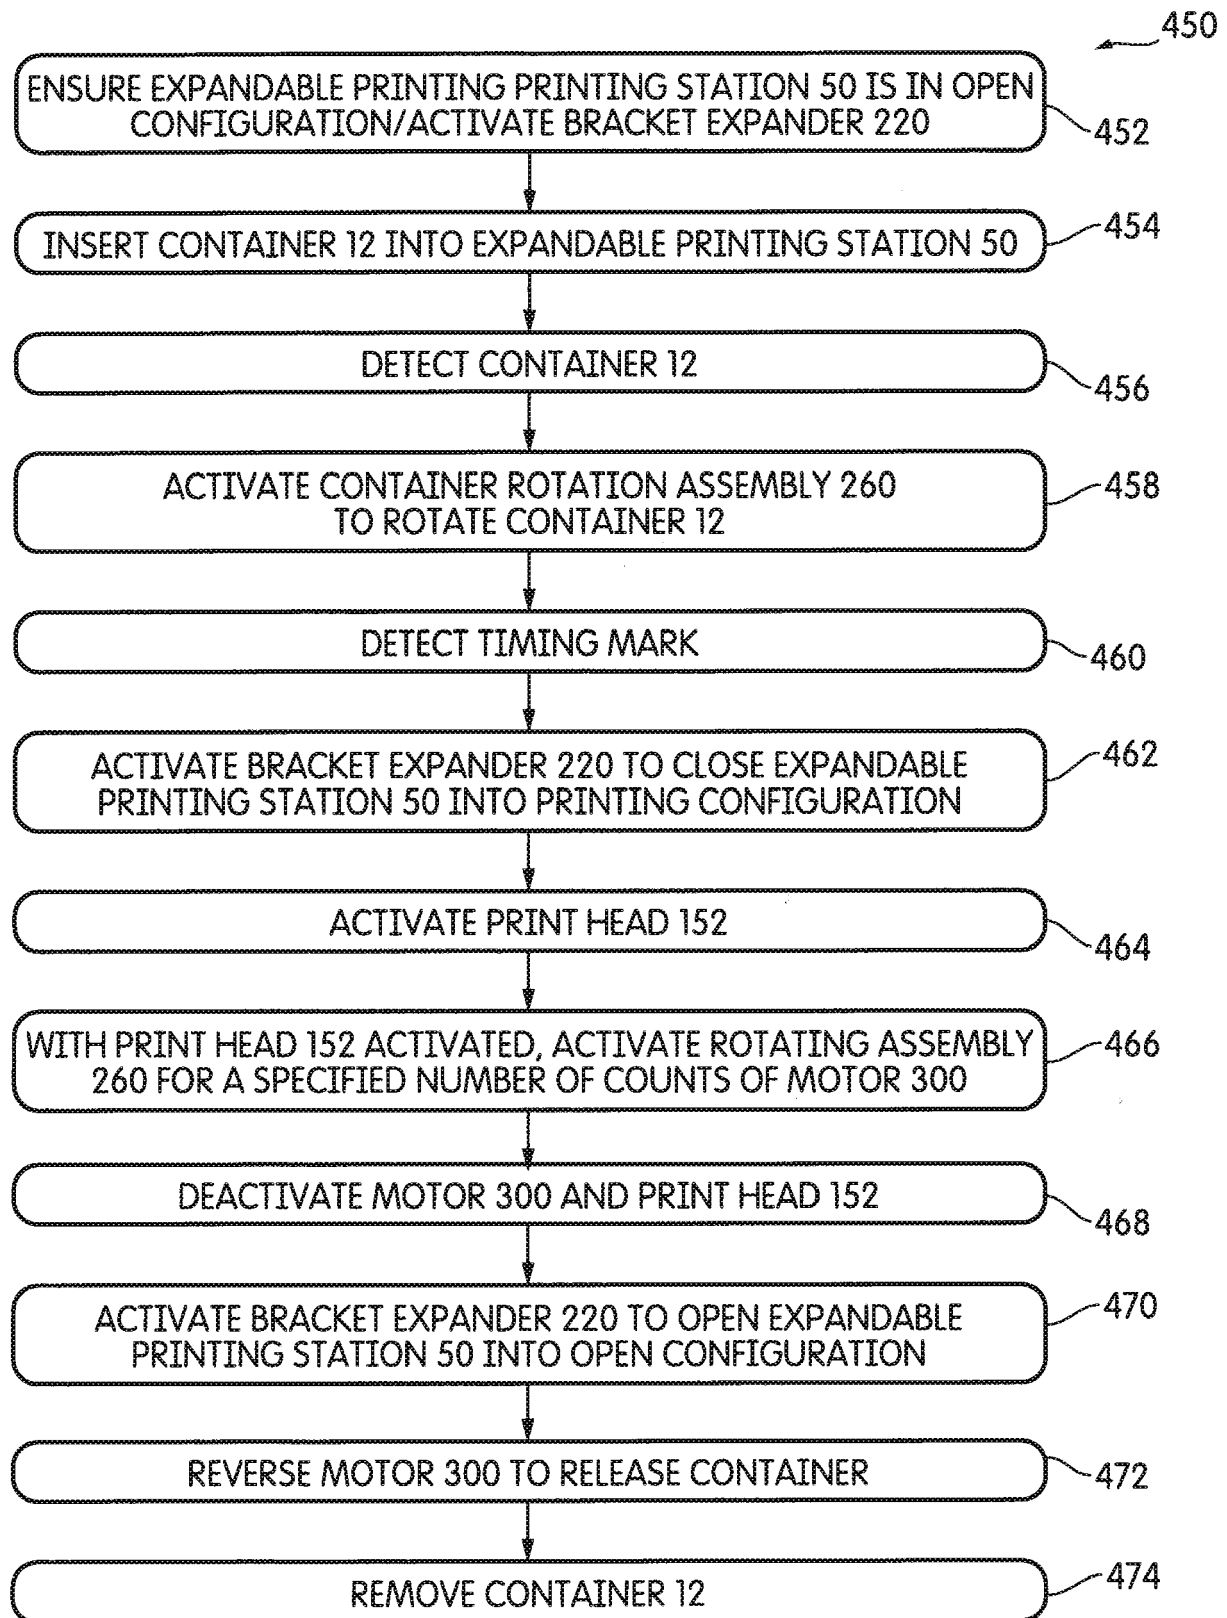 450
ENSURE EXPANDABLE PRINTING PRINTING STATION 50 IS IN OPEN
CONFIGURATION/ACTIVATE BRACKET EXPANDER 220
452
INSERT CONTAINER 12 INTO EXPANDABLE PRINTING STATION 50
454
DETECT CONTAINER 12
456
ACTIVATE CONTAINER ROTATION ASSEMBLY 260
TO ROTATE CONTAINER 12
458
DETECT TIMING MARK
460
ACTIVATE BRACKET EXPANDER 220 TO CLOSE EXPANDABLE
PRINTING STATION 50 INTO PRINTING CONFIGURATION
462
ACTIVATE PRINT HEAD 152
464
WITH PRINT HEAD 152 ACTIVATED, ACTIVATE ROTATING ASSEMBLY
260 FOR A SPECIFIED NUMBER OF COUNTS OF MOTOR 300
466
DEACTIVATE MOTOR 300 AND PRINT HEAD 152
468
ACTIVATE BRACKET EXPANDER 220 TO OPEN EXPANDABLE
PRINTING STATION 50 INTO OPEN CONFIGURATION
470
REVERSE MOTOR 300 TO RELEASE CONTAINER
472
REMOVE CONTAINER 12
474